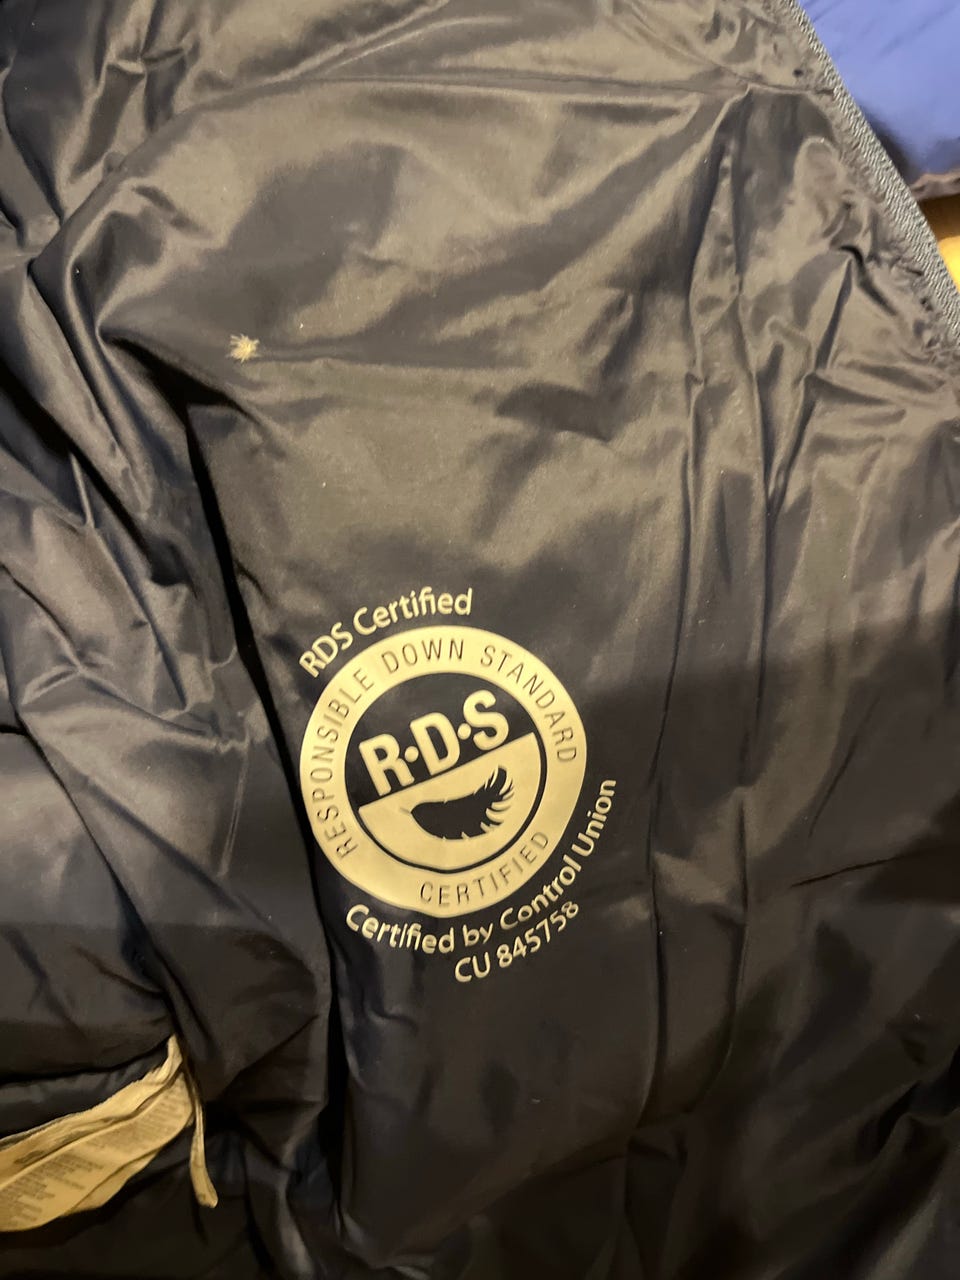 RDS Certified
RESPONSIBLE DOWN STANDARD
R·D·S
CERTIFIED
Certified by Control Union
CU 845758